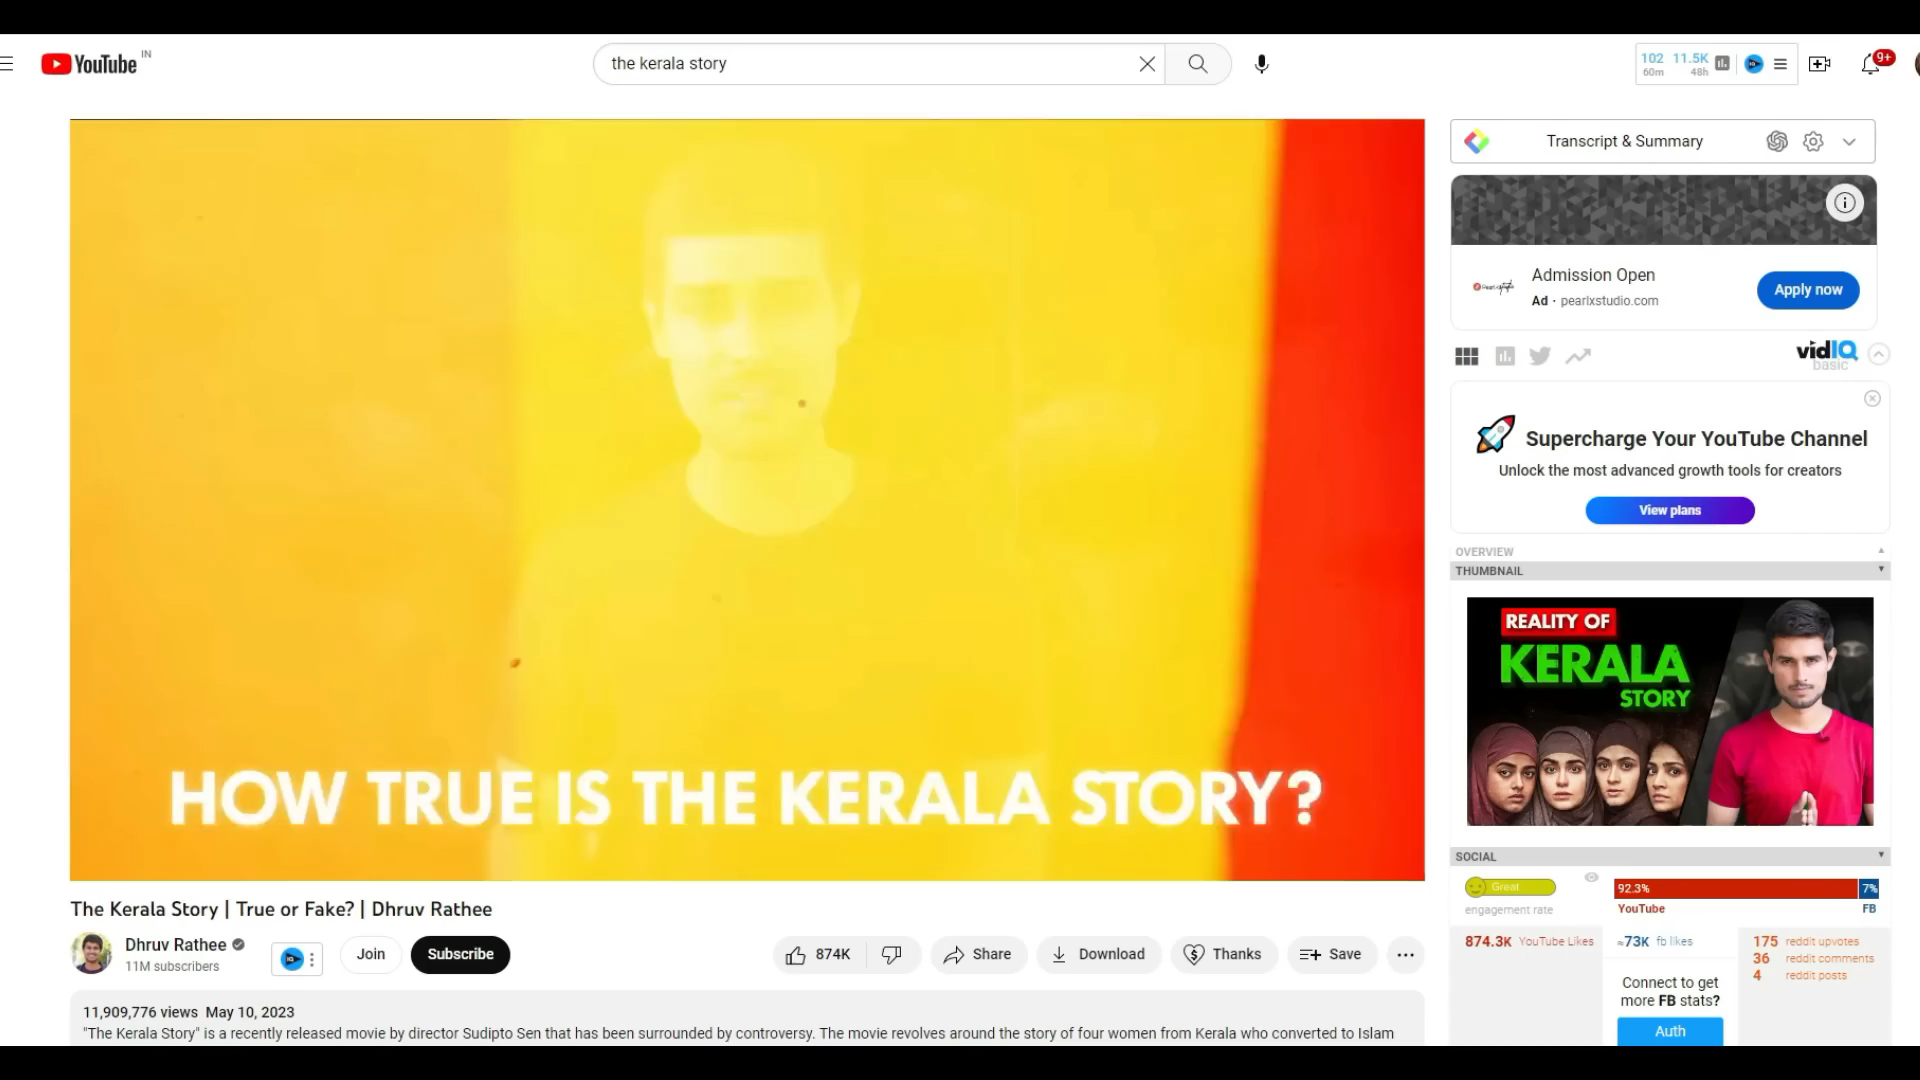 YouTube IN
the kerala story
102 11.5K
60m 48h
9+
Transcript & Summary
Admission Open
Ad · pearlxstudio.com
Apply now
vidIQ
basic
Supercharge Your YouTube Channel
Unlock the most advanced growth tools for creators
View plans
OVERVIEW
THUMBNAIL
REALITY OF
KERALA
STORY
HOW TRUE IS THE KERALA STORY?
SOCIAL
Great
engagement rate
92.3% 7%
YouTube FB
874.3K YouTube Likes
≈73K fb likes
175 reddit upvotes
36 reddit comments
4 reddit posts
Connect to get
more FB stats?
Auth
The Kerala Story | True or Fake? | Dhruv Rathee
Dhruv Rathee
11M subscribers
Join
Subscribe
874K
Share
Download
Thanks
Save
11,909,776 views May 10, 2023
"The Kerala Story" is a recently released movie by director Sudipto Sen that has been surrounded by controversy. The movie revolves around the story of four women from Kerala who converted to Islam